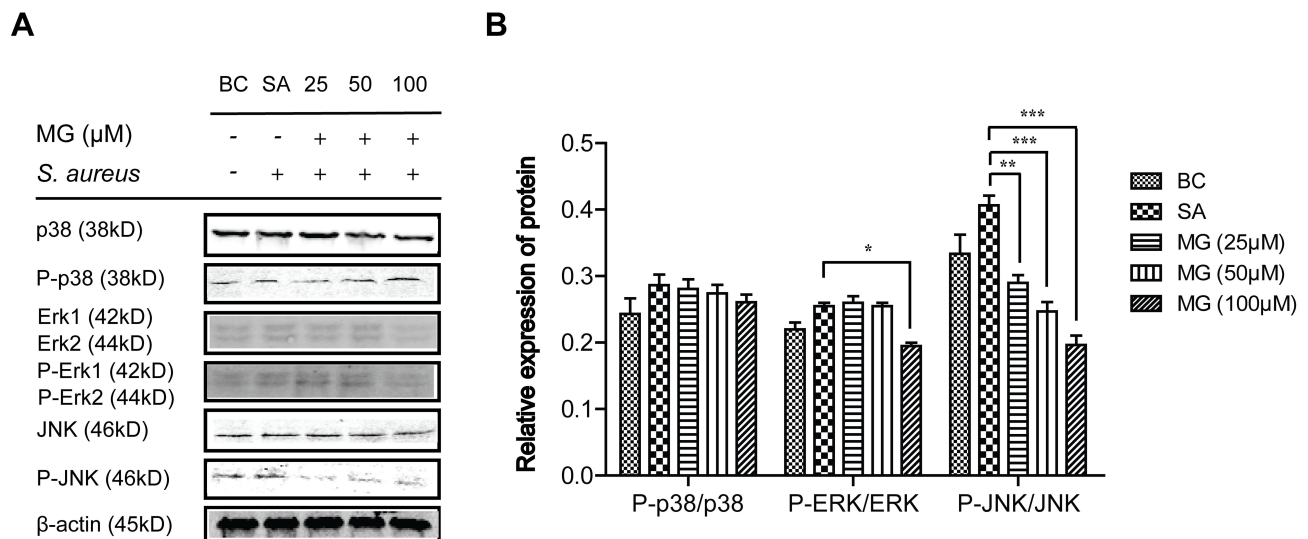 A
BC SA 25 50 100
MG (μM) - - + + +
S. aureus - + + + +
p38 (38kD)
P-p38 (38kD)
Erk1 (42kD)
Erk2 (44kD)
P-Erk1 (42kD)
P-Erk2 (44kD)
JNK (46kD)
P-JNK (46kD)
β-actin (45kD)
B
Relative expression of protein
0.5
0.4
0.3
0.2
0.1
0.0
*
**
***
***
P-p38/p38 P-ERK/ERK P-JNK/JNK
BC
SA
MG (25μM)
MG (50μM)
MG (100μM)